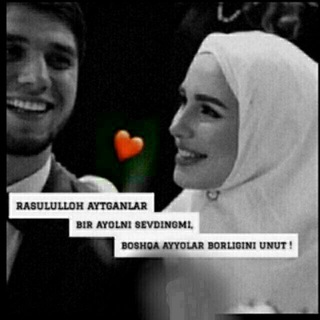 RASULULLOH AYTGANLAR
BIR AYOLNI SEVDINGMI,
BOSHQA AYYOLAR BORLIGINI UNUT !